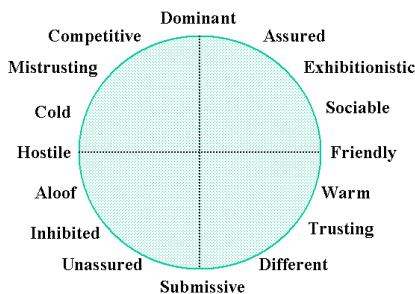 Dominant
Competitive Assured
Mistrusting Exhibitionistic
Cold Sociable
Hostile Friendly
Aloof Warm
Inhibited Trusting
Unassured Different
Submissive